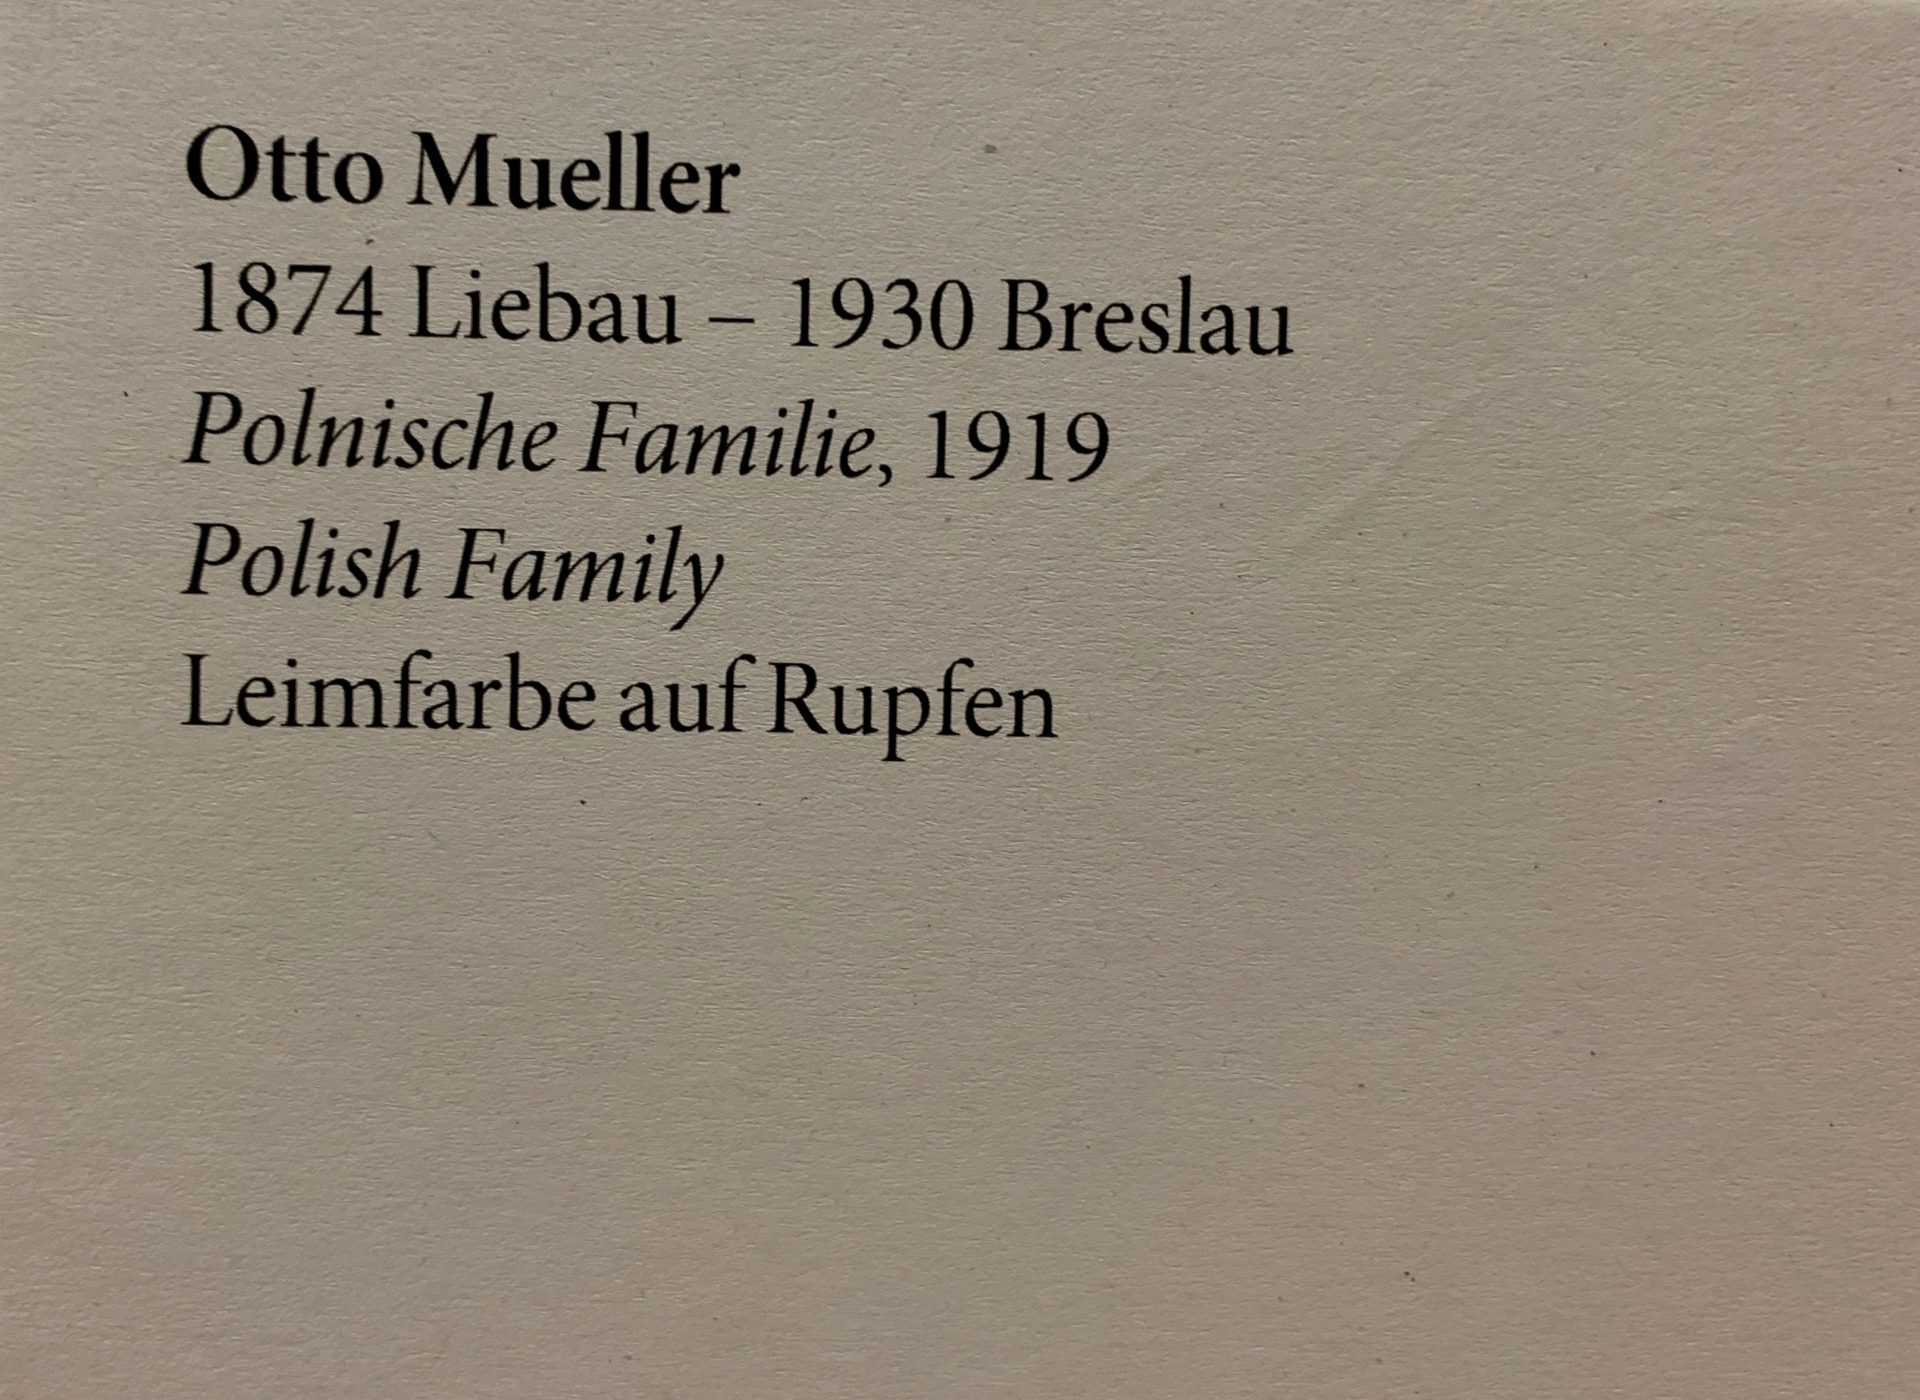 Otto Mueller
1874 Liebau – 1930 Breslau
Polnische Familie, 1919
Polish Family
Leimfarbe auf Rupfen